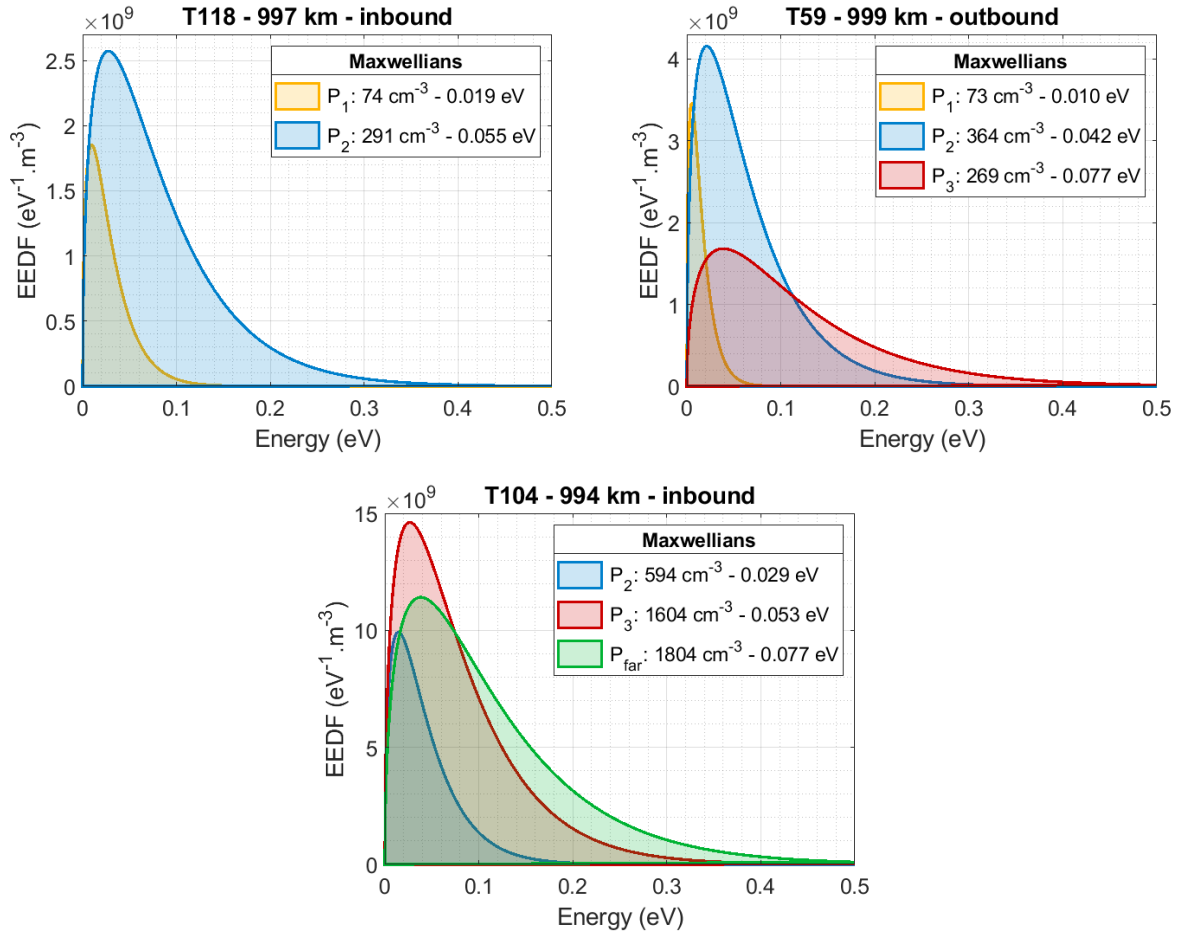 T118 - 997 km - inbound
×10⁹
Maxwellians
P₁: 74 cm⁻³ - 0.019 eV
P₂: 291 cm⁻³ - 0.055 eV
EEDF (eV⁻¹.m⁻³)
2.5
2
1.5
1
0.5
0
0 0.1 0.2 0.3 0.4 0.5
Energy (eV)
T59 - 999 km - outbound
×10⁹
Maxwellians
P₁: 73 cm⁻³ - 0.010 eV
P₂: 364 cm⁻³ - 0.042 eV
P₃: 269 cm⁻³ - 0.077 eV
EEDF (eV⁻¹.m⁻³)
4
3
2
1
0
0 0.1 0.2 0.3 0.4 0.5
Energy (eV)
T104 - 994 km - inbound
×10⁹
Maxwellians
P₂: 594 cm⁻³ - 0.029 eV
P₃: 1604 cm⁻³ - 0.053 eV
P_far: 1804 cm⁻³ - 0.077 eV
EEDF (eV⁻¹.m⁻³)
15
10
5
0
0 0.1 0.2 0.3 0.4 0.5
Energy (eV)